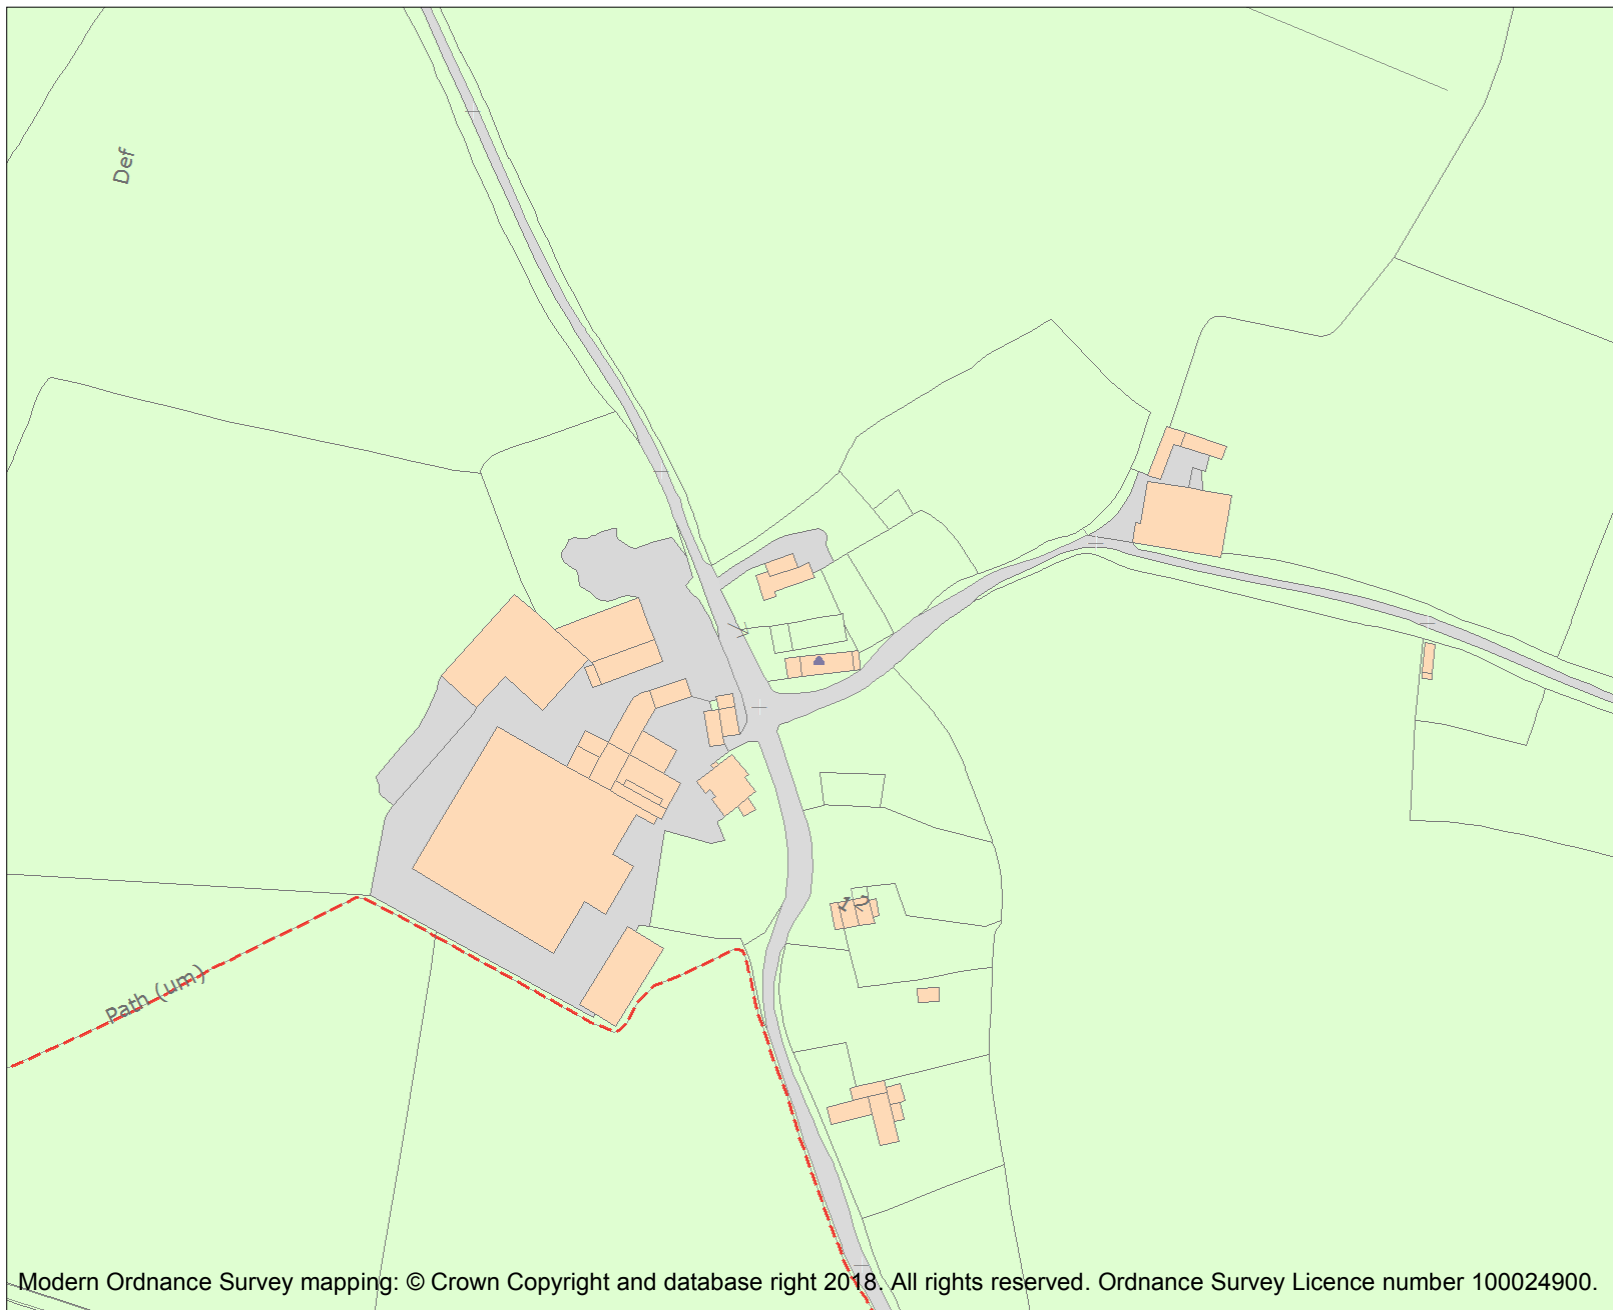 Def
Path (um)
Modern Ordnance Survey mapping: © Crown Copyright and database right 2018. All rights reserved. Ordnance Survey Licence number 100024900.